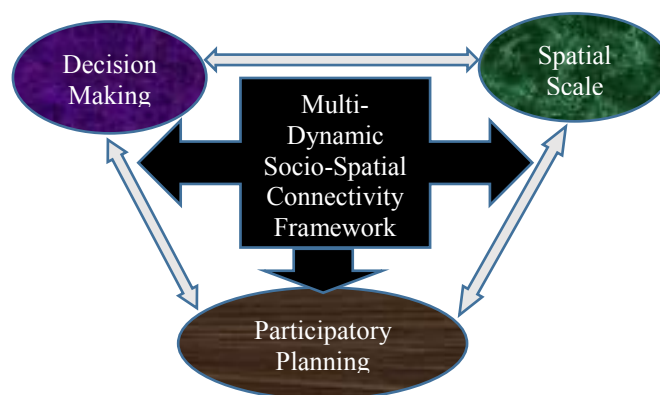 Decision
Making
Spatial
Scale
Multi-
Dynamic
Socio-Spatial
Connectivity
Framework
Participatory
Planning